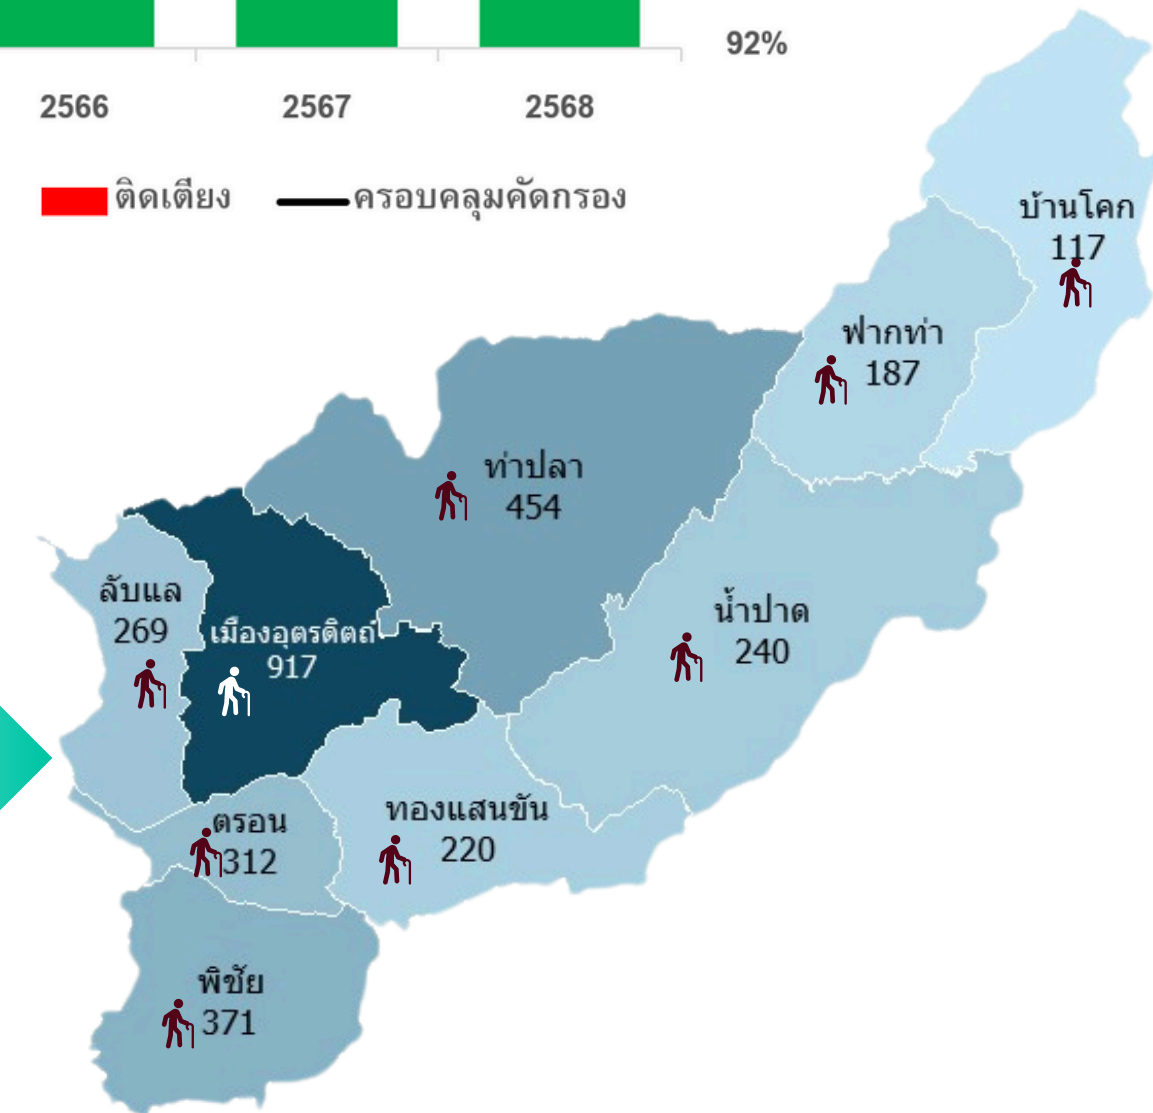 92%
2566 2567 2568
ติดเตียง ครอบคลุมคัดกรอง
บ้านโคก
117
ฟากท่า
187
ท่าปลา
454
ลับแล
269
เมืองอุตรดิตถ์
917
น้ำปาด
240
ตรอน
312
ทองแสนขัน
220
พิชัย
371